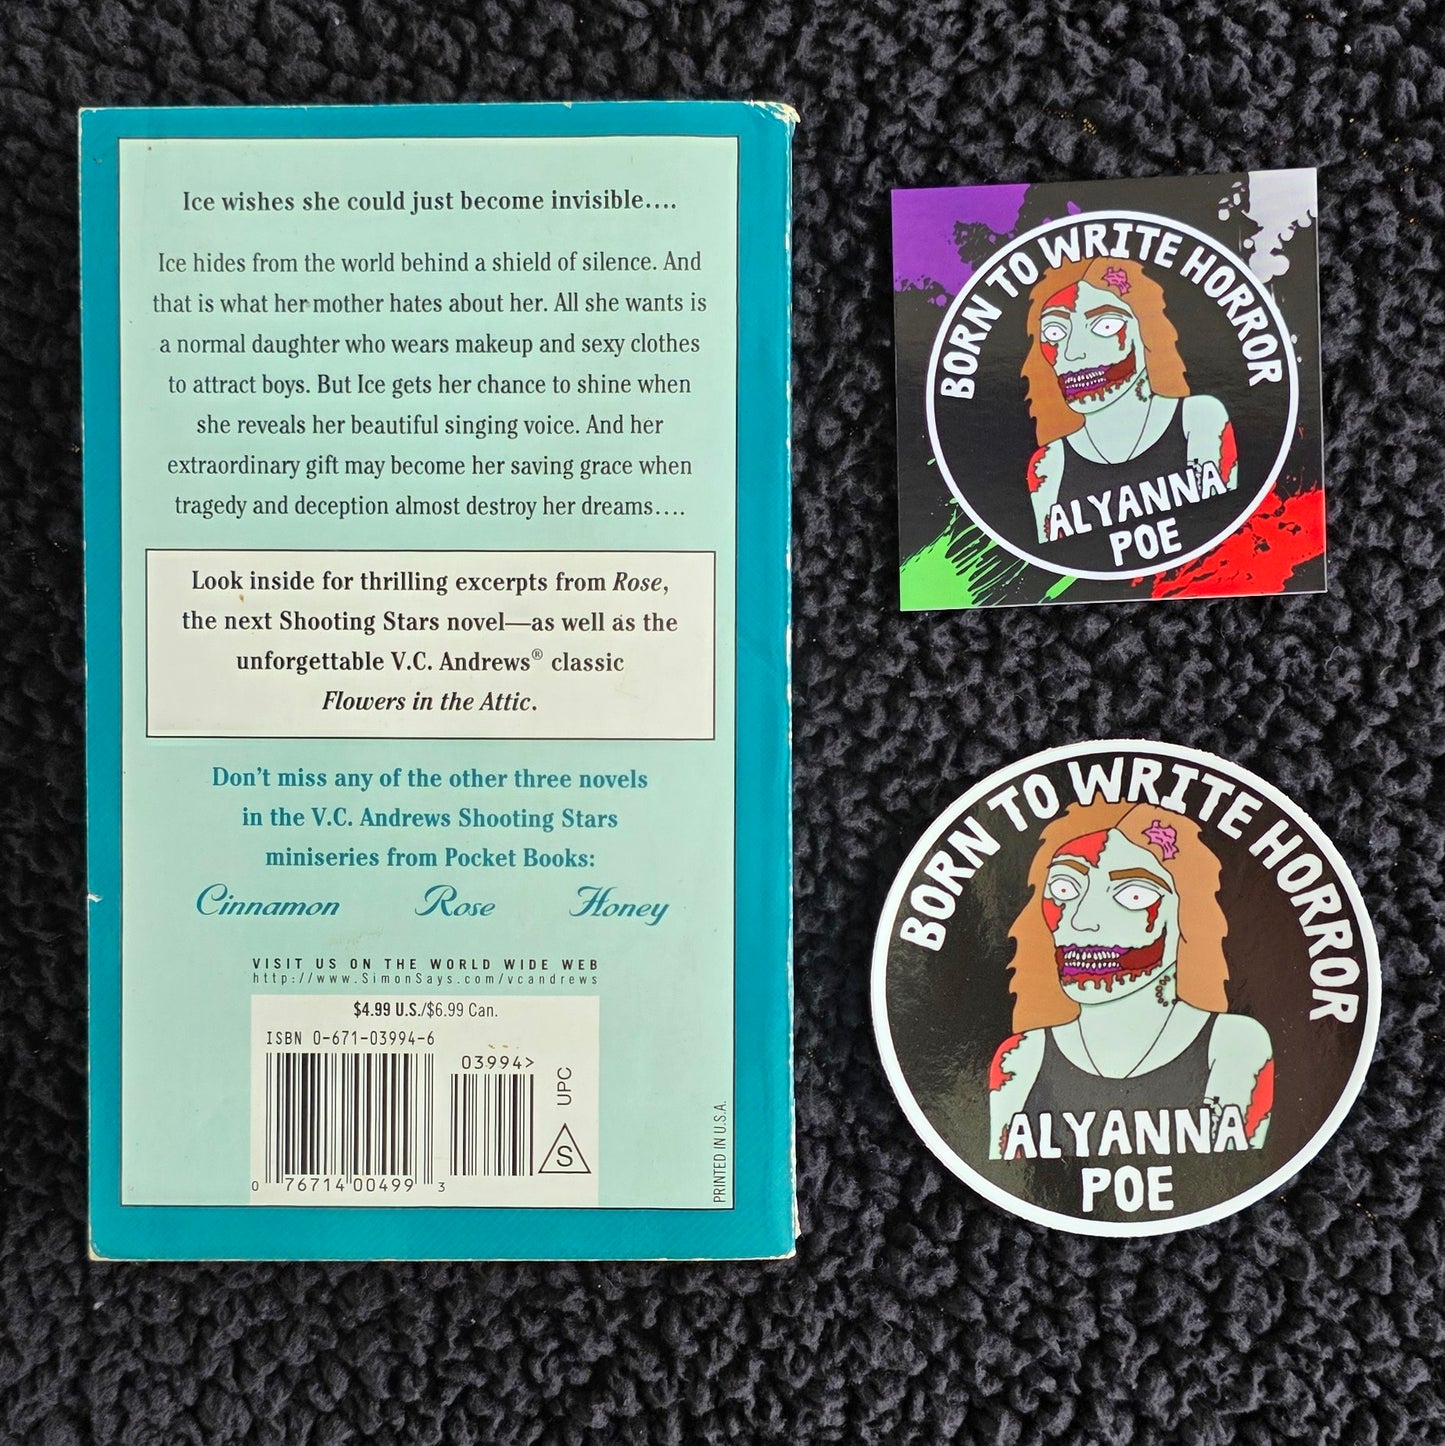 Ice wishes she could just become invisible....
Ice hides from the world behind a shield of silence. And
that is what her mother hates about her. All she wants is
a normal daughter who wears makeup and sexy clothes
to attract boys. But Ice gets her chance to shine when
she reveals her beautiful singing voice. And her
extraordinary gift may become her saving grace when
tragedy and deception almost destroy her dreams....
Look inside for thrilling excerpts from Rose,
the next Shooting Stars novel—as well as the
unforgettable V.C. Andrews® classic
Flowers in the Attic.
Don't miss any of the other three novels
in the V.C. Andrews Shooting Stars
miniseries from Pocket Books:
Cinnamon Rose Honey
VISIT US ON THE WORLD WIDE WEB
http://www.SimonSays.com/vcandrews
$4.99 U.S./$6.99 Can.
ISBN 0-671-03994-6
03994>
UPC
S
0 76714 00499 3
PRINTED IN U.S.A.
BORN TO WRITE HORROR
ALYANNA
POE
BORN TO WRITE HORROR
ALYANNA
POE